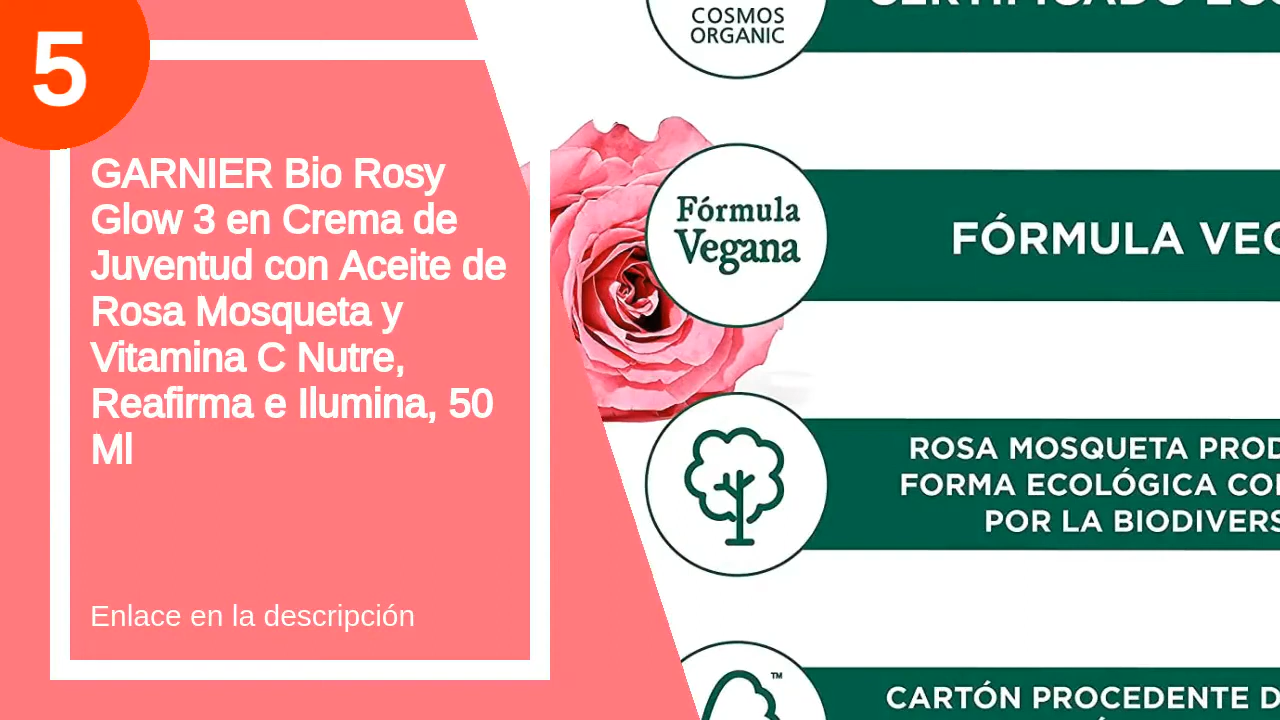 5
GARNIER Bio Rosy
Glow 3 en Crema de
Juventud con Aceite de
Rosa Mosqueta y
Vitamina C Nutre,
Reafirma e Ilumina, 50
Ml
Enlace en la descripción
COSMOS
ORGANIC
Fórmula
Vegana
FÓRMULA VEG
ROSA MOSQUETA PROD
FORMA ECOLÓGICA CO
POR LA BIODIVERS
CARTÓN PROCEDENTE D
TM